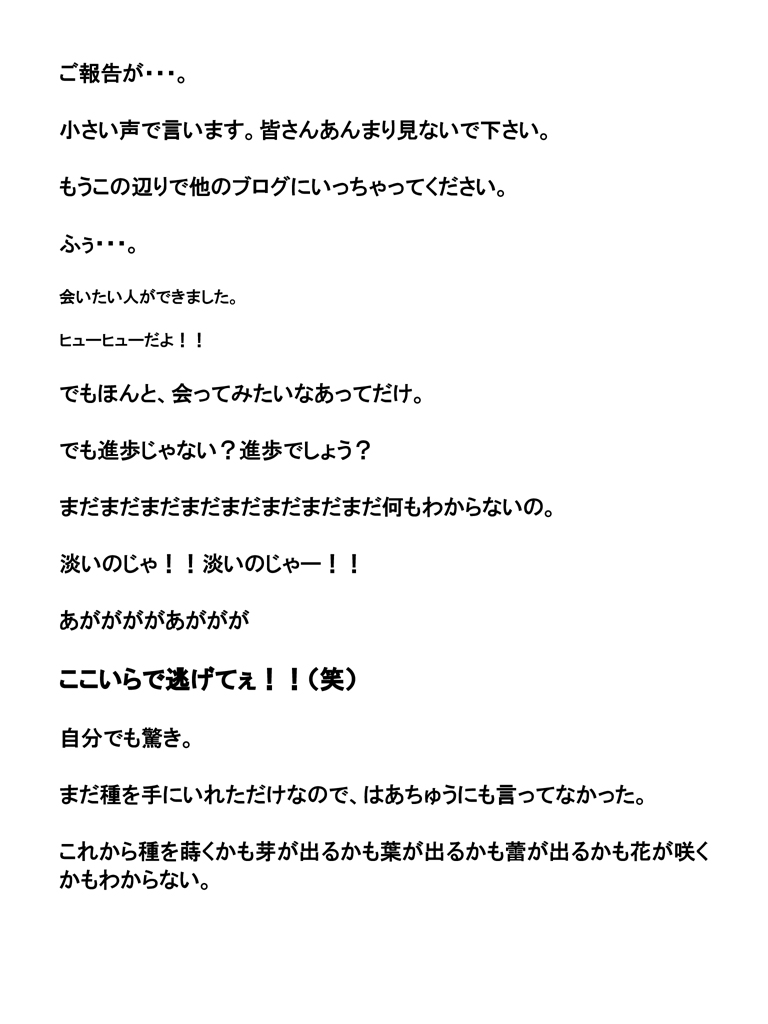 ご報告が・・・。
小さい声で言います。皆さんあんまり見ないで下さい。
もうこの辺りで他のブログにいっちゃってください。
ふぅ・・・。
会いたい人ができました。
ヒューヒューだよ！！
でもほんと、会ってみたいなあってだけ。
でも進歩じゃない？進歩でしょう？
まだまだまだまだまだまだまだまだ何もわからないの。
淡いのじゃ！！淡いのじゃー！！
あがががががあががが
ここいらで逃げてぇ！！（笑）
自分でも驚き。
まだ種を手にいれただけなので、はあちゅうにも言ってなかった。
これから種を蒔くかも芽が出るかも葉が出るかも蕾が出るかも花が咲く
かもわからない。